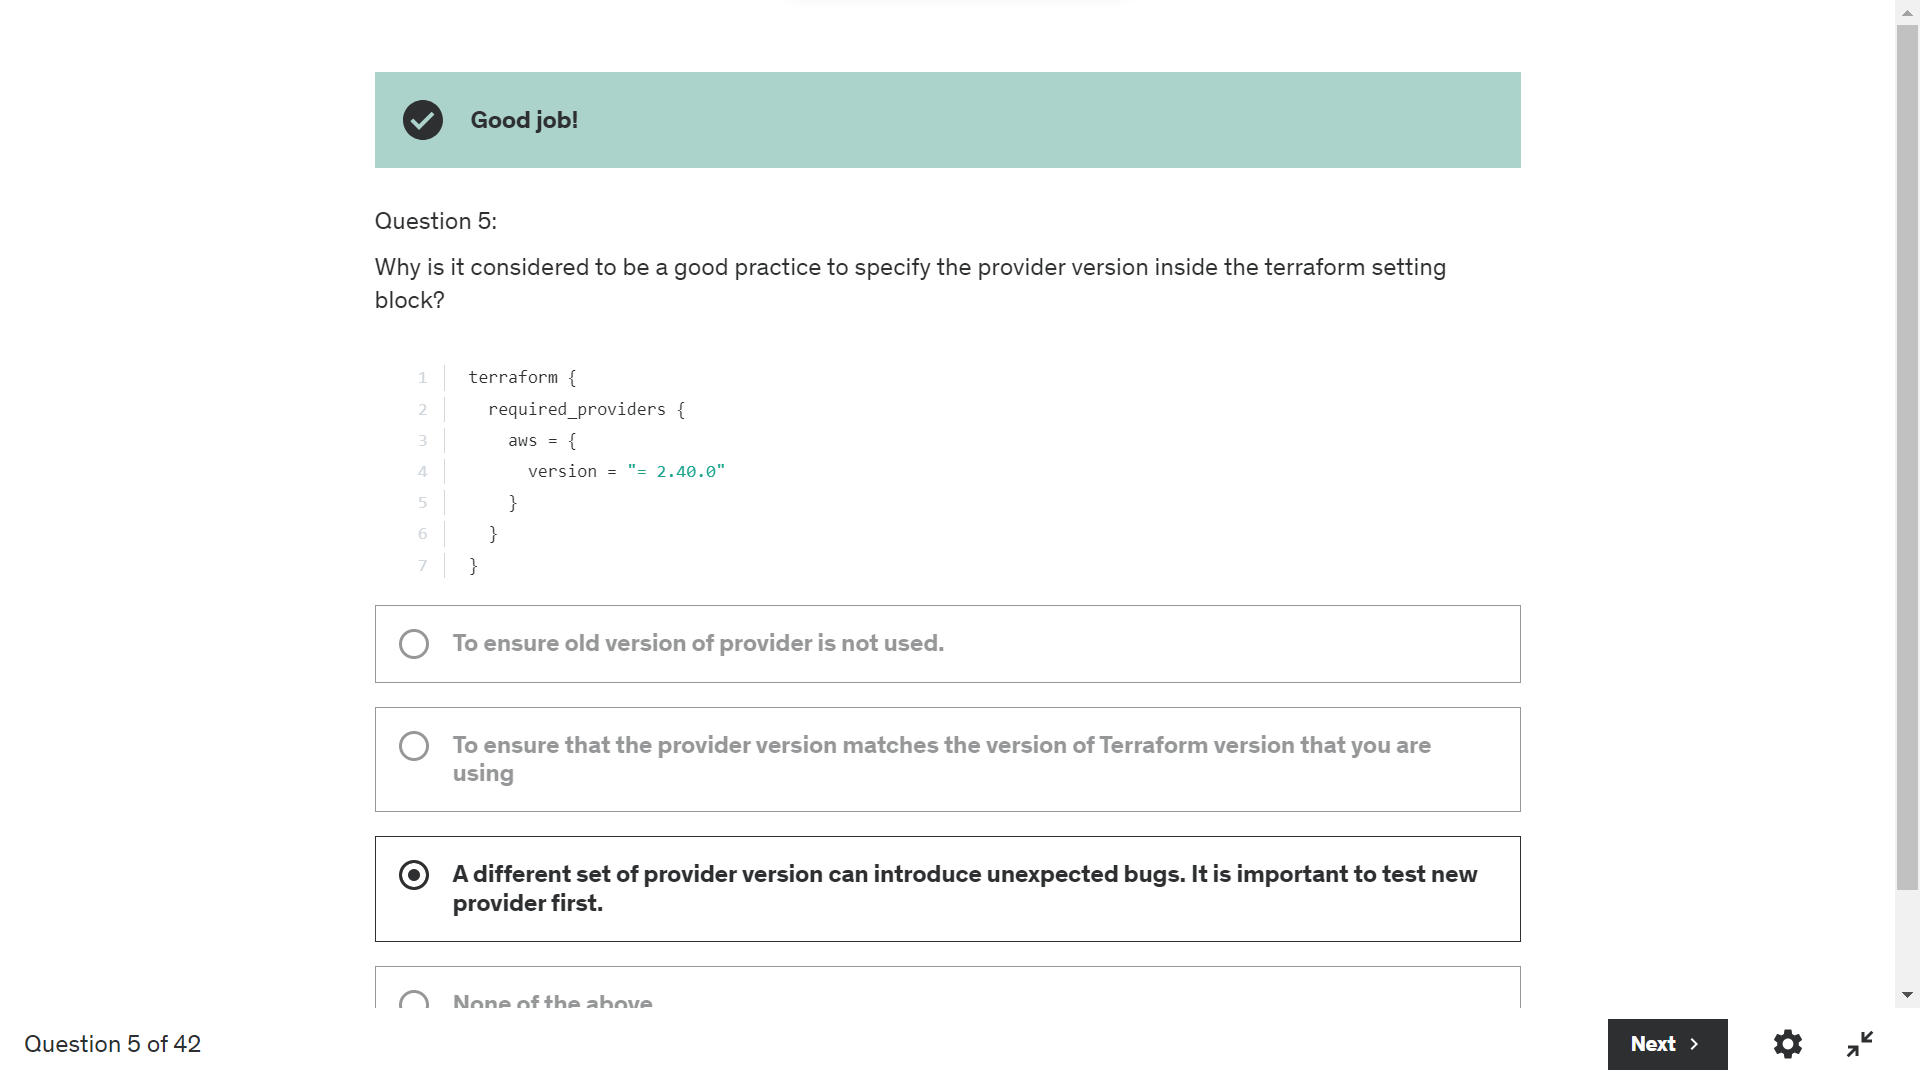 Good job!
Question 5:
Why is it considered to be a good practice to specify the provider version inside the terraform setting
block?
1 terraform {
2 required_providers {
3 aws = {
4 version = "= 2.40.0"
5 }
6 }
7 }
To ensure old version of provider is not used.
To ensure that the provider version matches the version of Terraform version that you are
using
A different set of provider version can introduce unexpected bugs. It is important to test new
provider first.
None of the above
Question 5 of 42
Next